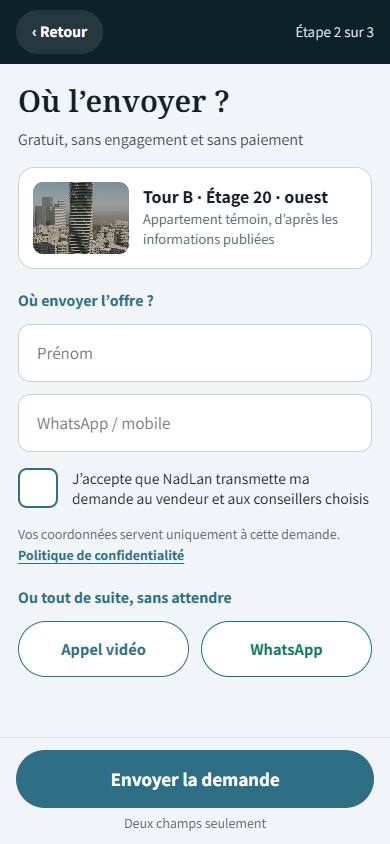 ‹ Retour
Étape 2 sur 3
Où l’envoyer ?
Gratuit, sans engagement et sans paiement
Tour B · Étage 20 · ouest
Appartement témoin, d’après les
informations publiées
Où envoyer l’offre ?
Prénom
WhatsApp / mobile
J’accepte que NadLan transmette ma
demande au vendeur et aux conseillers choisis
Vos coordonnées servent uniquement à cette demande.
Politique de confidentialité
Ou tout de suite, sans attendre
Appel vidéo
WhatsApp
Envoyer la demande
Deux champs seulement